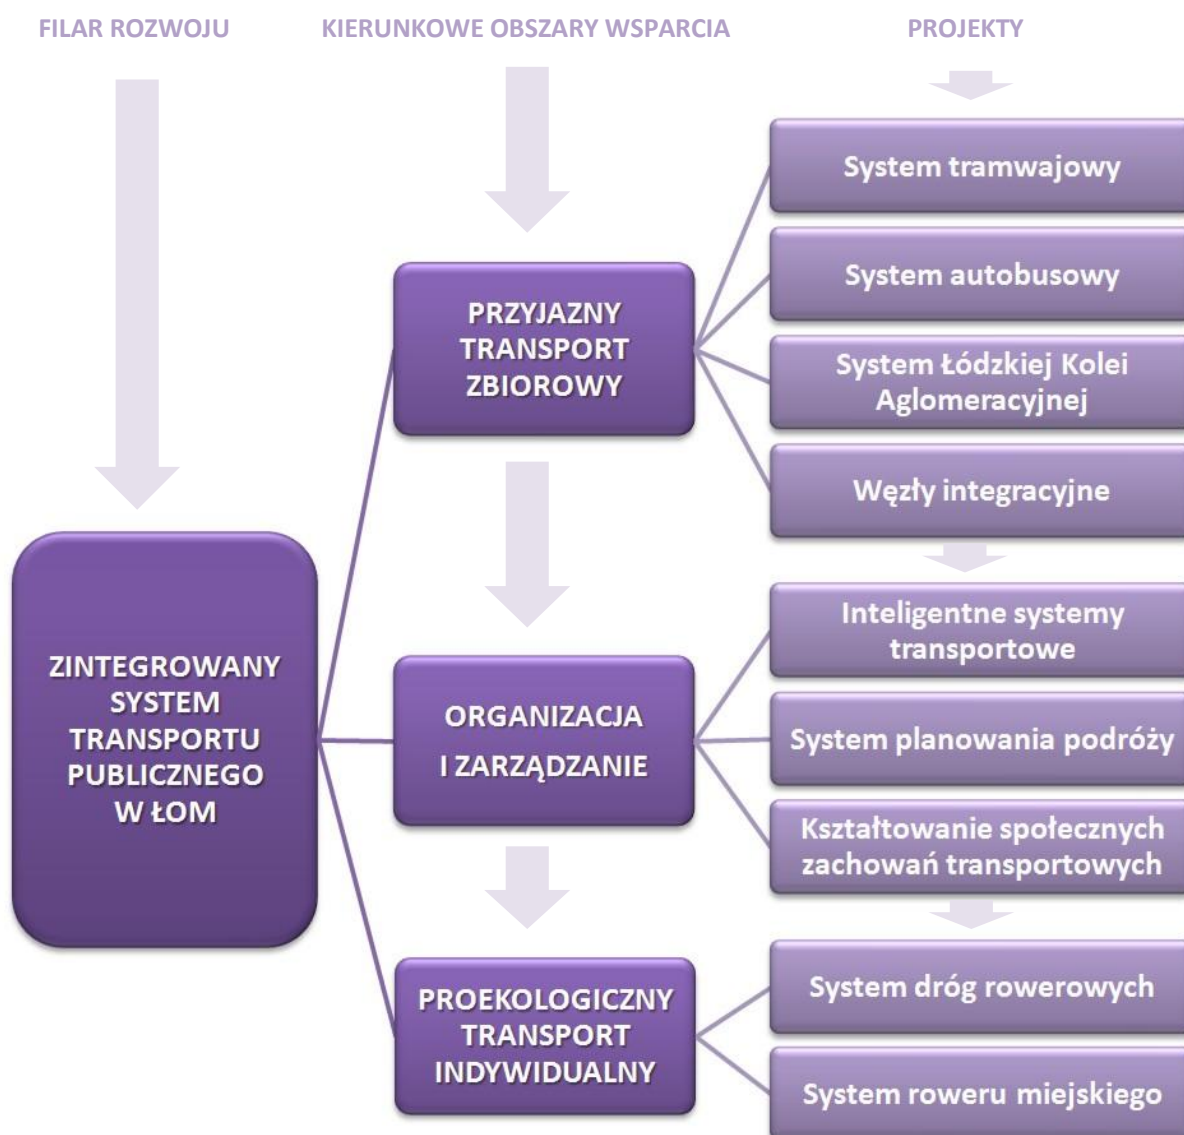 FILAR ROZWOJU
KIERUNKOWE OBSZARY WSPARCIA
PROJEKTY
ZINTEGROWANY
SYSTEM
TRANSPORTU
PUBLICZNEGO
W ŁOM
PRZYJAZNY
TRANSPORT
ZBIOROWY
System tramwajowy
System autobusowy
System Łódzkiej Kolei
Aglomeracyjnej
Węzły integracyjne
ORGANIZACJA
I ZARZĄDZANIE
Inteligentne systemy
transportowe
System planowania podróży
Kształtowanie społecznych
zachowań transportowych
PROEKOLOGICZNY
TRANSPORT
INDYWIDUALNY
System dróg rowerowych
System roweru miejskiego